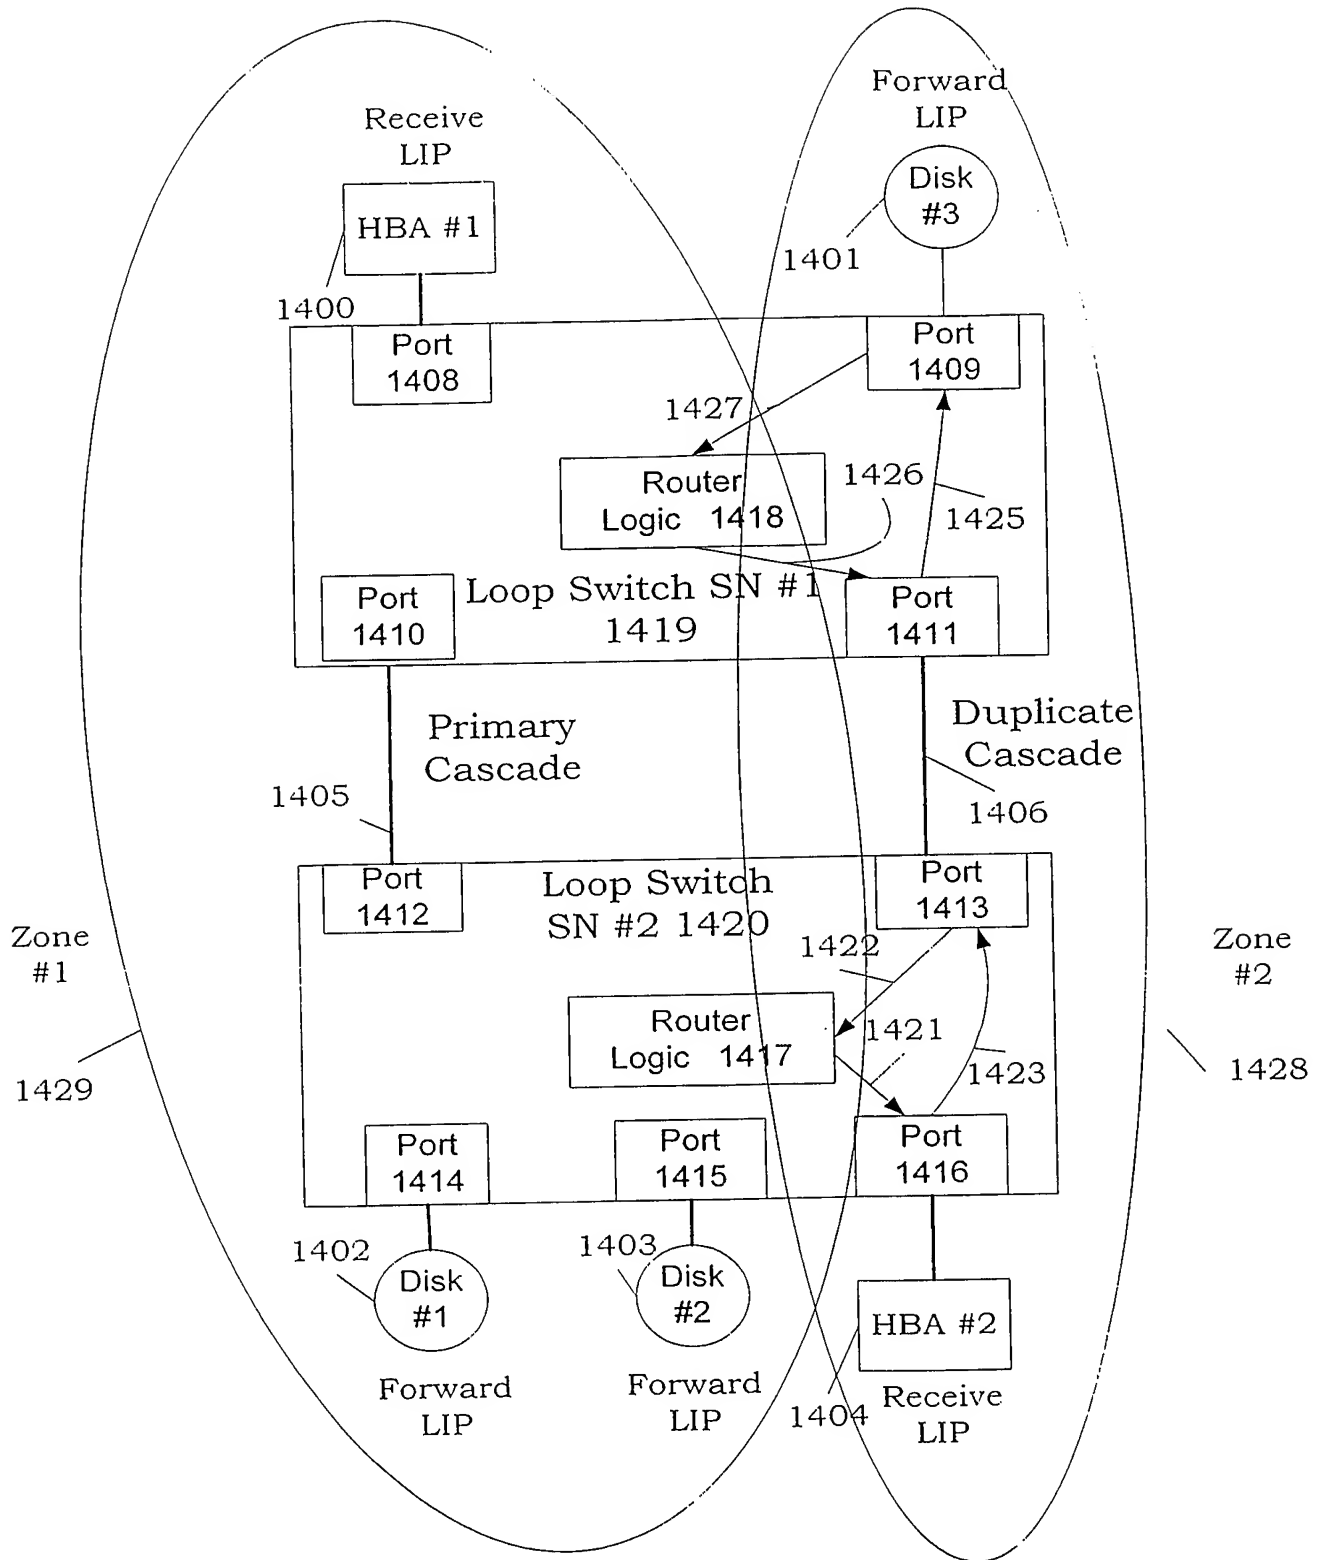 Forward
LIP
Receive
LIP
Disk
#3
HBA #1
1401
1400
Port
1408
Port
1409
1427
1426
Router
Logic 1418
1425
Port
1410
Loop Switch SN #1
1419
Port
1411
Primary
Cascade
Duplicate
Cascade
1405
1406
Port
1412
Loop Switch
SN #2 1420
Port
1413
Zone
#1
1422
Zone
#2
Router
Logic 1417
1421
1423
1429
1428
Port
1414
Port
1415
Port
1416
1402
Disk
#1
1403
Disk
#2
HBA #2
Forward
LIP
Forward
LIP
1404
Receive
LIP